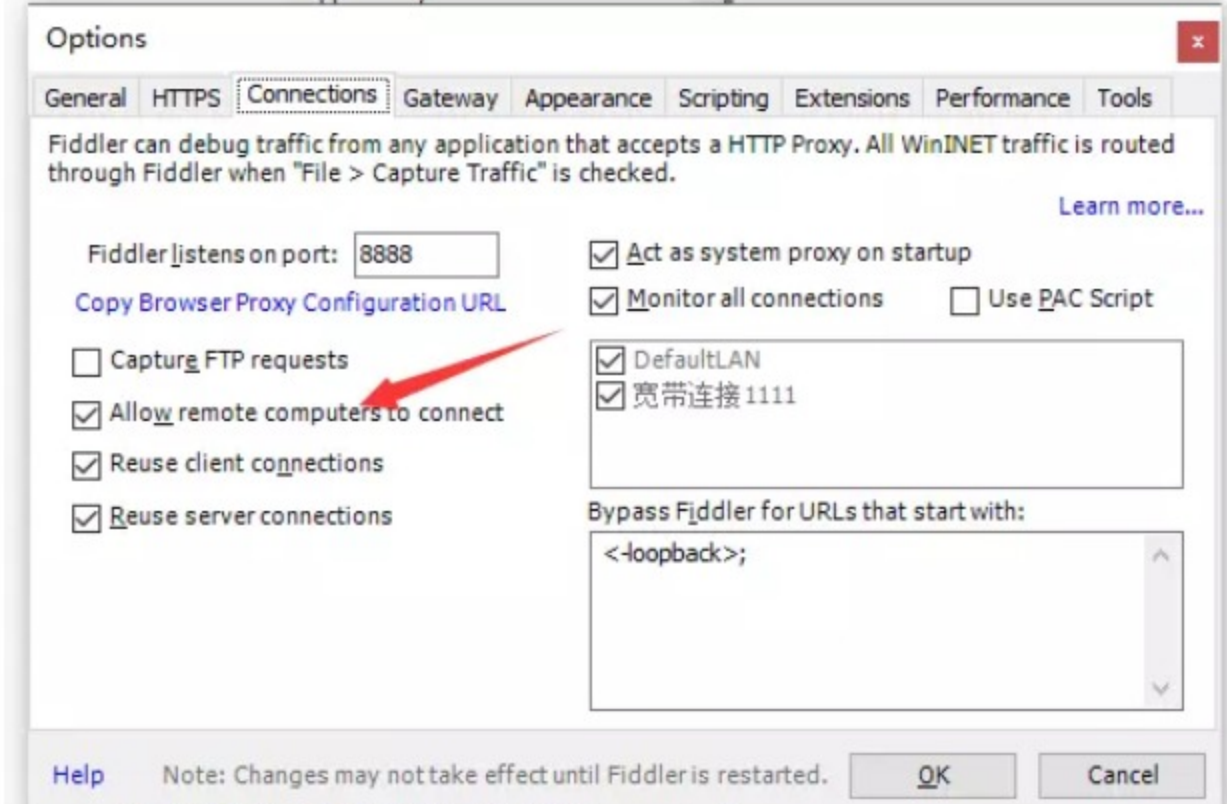 Options
x
General HTTPS Connections Gateway Appearance Scripting Extensions Performance Tools
Fiddler can debug traffic from any application that accepts a HTTP Proxy. All WinINET traffic is routed
through Fiddler when "File > Capture Traffic" is checked.
Learn more...
Fiddler listens on port: 8888
Copy Browser Proxy Configuration URL
Capture FTP requests
Allow remote computers to connect
Reuse client connections
Reuse server connections
Act as system proxy on startup
Monitor all connections Use PAC Script
DefaultLAN
宽带连接1111
Bypass Fiddler for URLs that start with:
<-loopback>;
Help Note: Changes may not take effect until Fiddler is restarted. OK Cancel